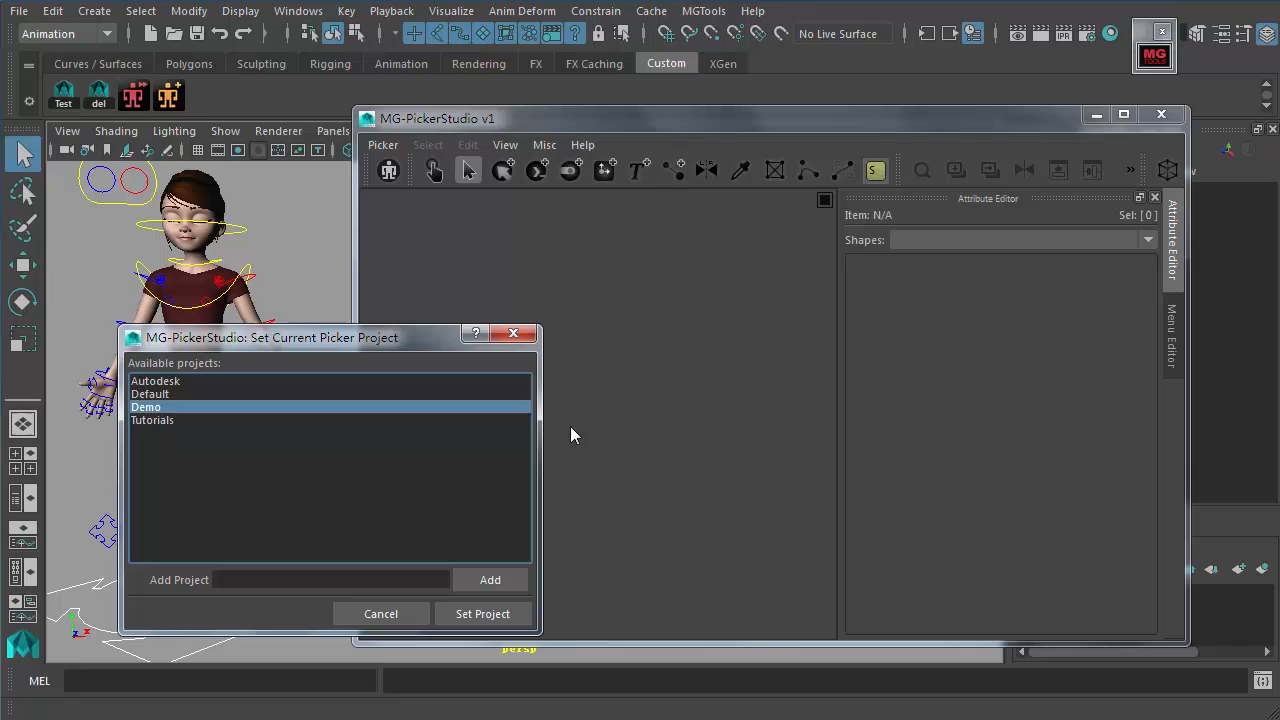 File Edit Create Select Modify Display Windows Key Playback Visualize Anim Deform Constrain Cache MGTools Help
Animation No Live Surface
MG TOOLS
Curves / Surfaces Polygons Sculpting Rigging Animation Rendering FX FX Caching Custom XGen
Test del
MG-PickerStudio v1
View Shading Lighting Show Renderer Panels
Picker Select Edit View Misc Help
T S »
Attribute Editor
Item: N/A Sel: [ 0 ]
Shapes:
Attribute Editor
Menu Editor
MG-PickerStudio: Set Current Picker Project
Available projects:
Autodesk
Default
Demo
Tutorials
Add Project Add
Cancel Set Project
persp
MEL